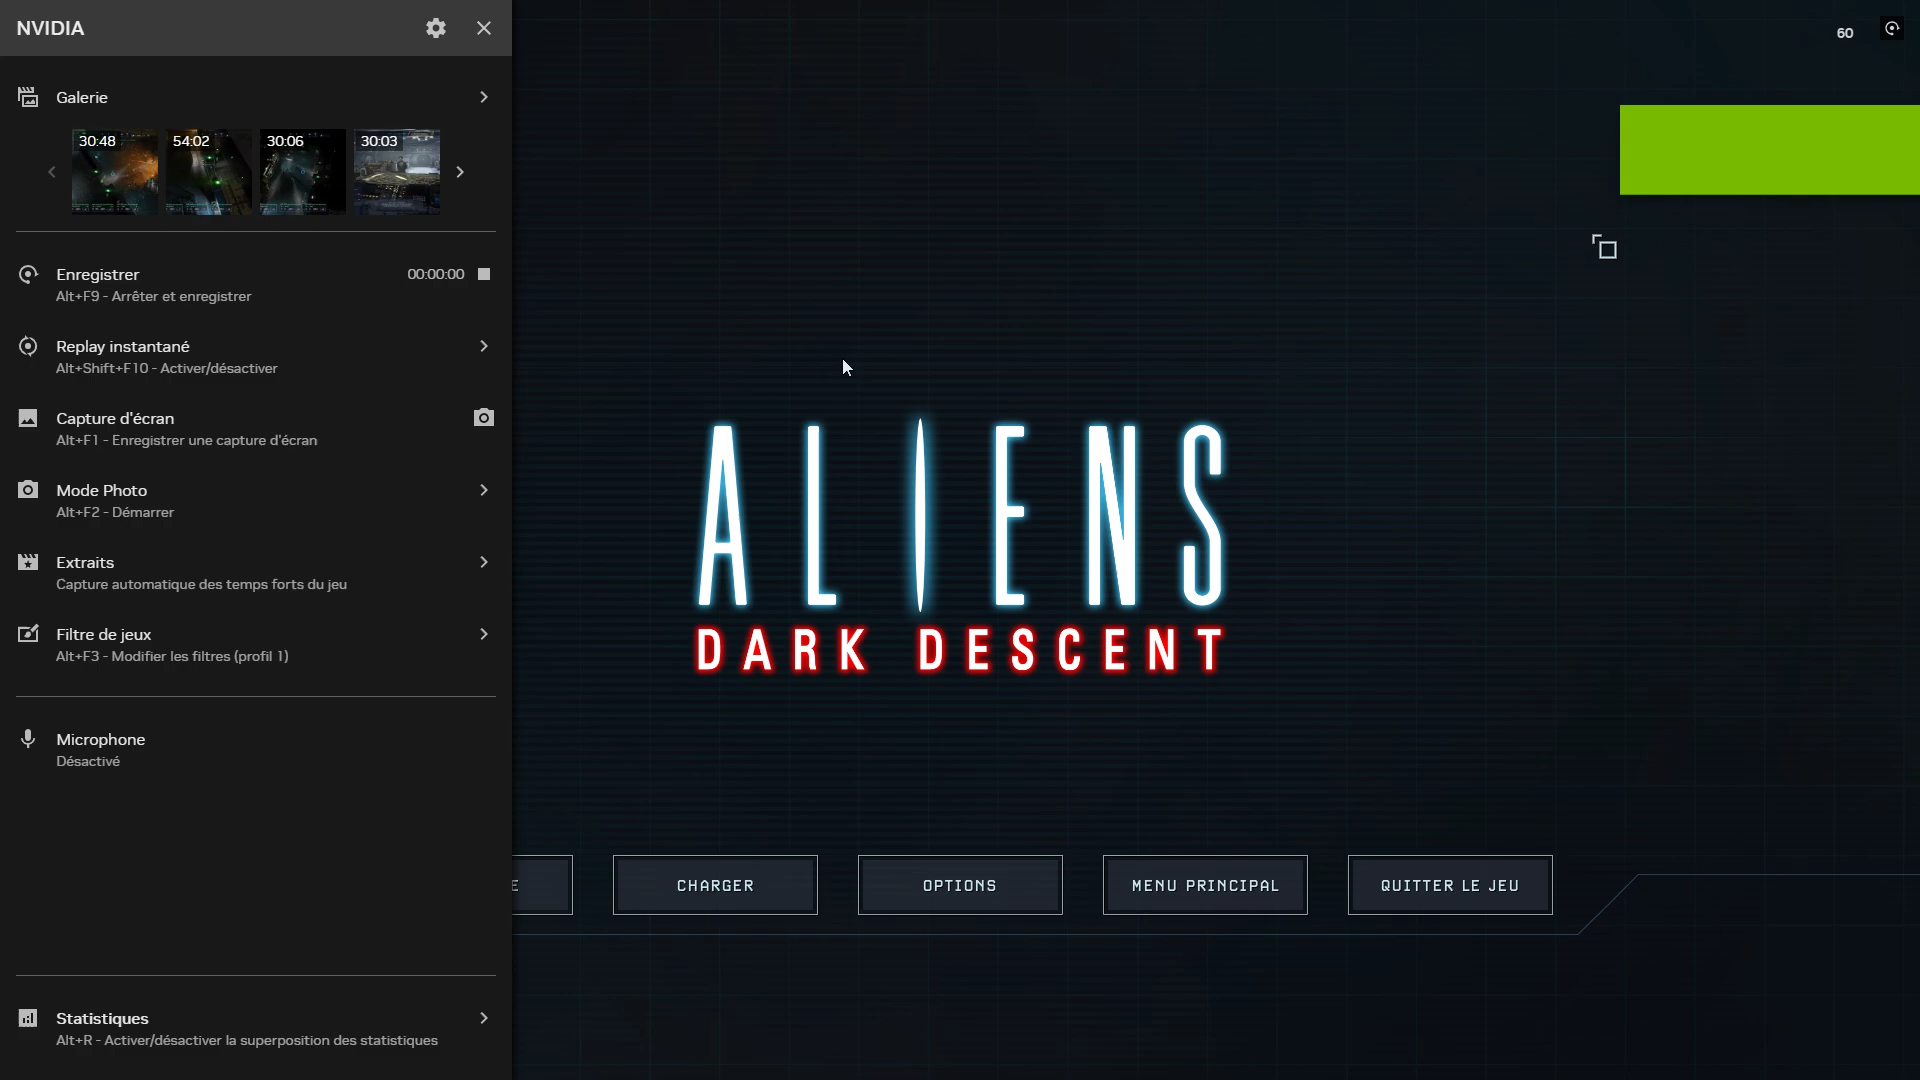 NVIDIA
60
Galerie
30:48
54:02
30:06
30:03
Enregistrer
00:00:00
Alt+F9 - Arrêter et enregistrer
Replay instantané
Alt+Shift+F10 - Activer/désactiver
Capture d'écran
Alt+F1 - Enregistrer une capture d'écran
Mode Photo
Alt+F2 - Démarrer
Extraits
Capture automatique des temps forts du jeu
Filtre de jeux
Alt+F3 - Modifier les filtres (profil 1)
Microphone
Désactivé
Statistiques
Alt+R - Activer/désactiver la superposition des statistiques
ALIENS
DARK DESCENT
E
CHARGER
OPTIONS
MENU PRINCIPAL
QUITTER LE JEU